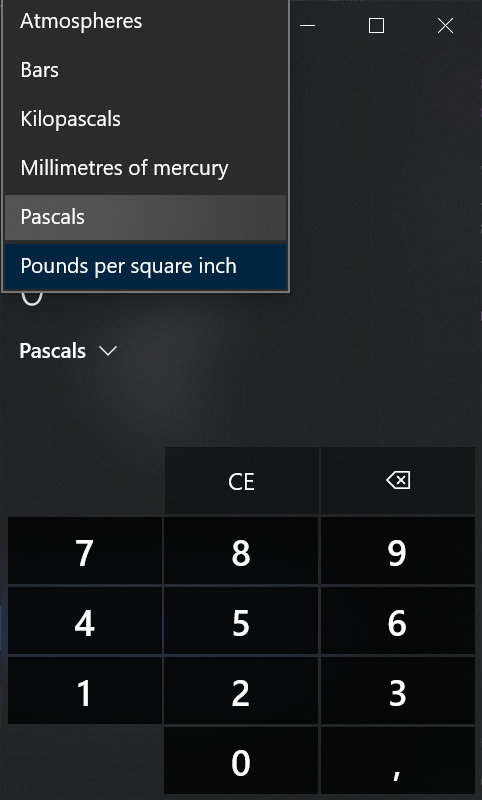 Atmospheres
Bars
Kilopascals
Millimetres of mercury
Pascals
Pounds per square inch
Pascals
CE
7 8 9
4 5 6
1 2 3
0 ,